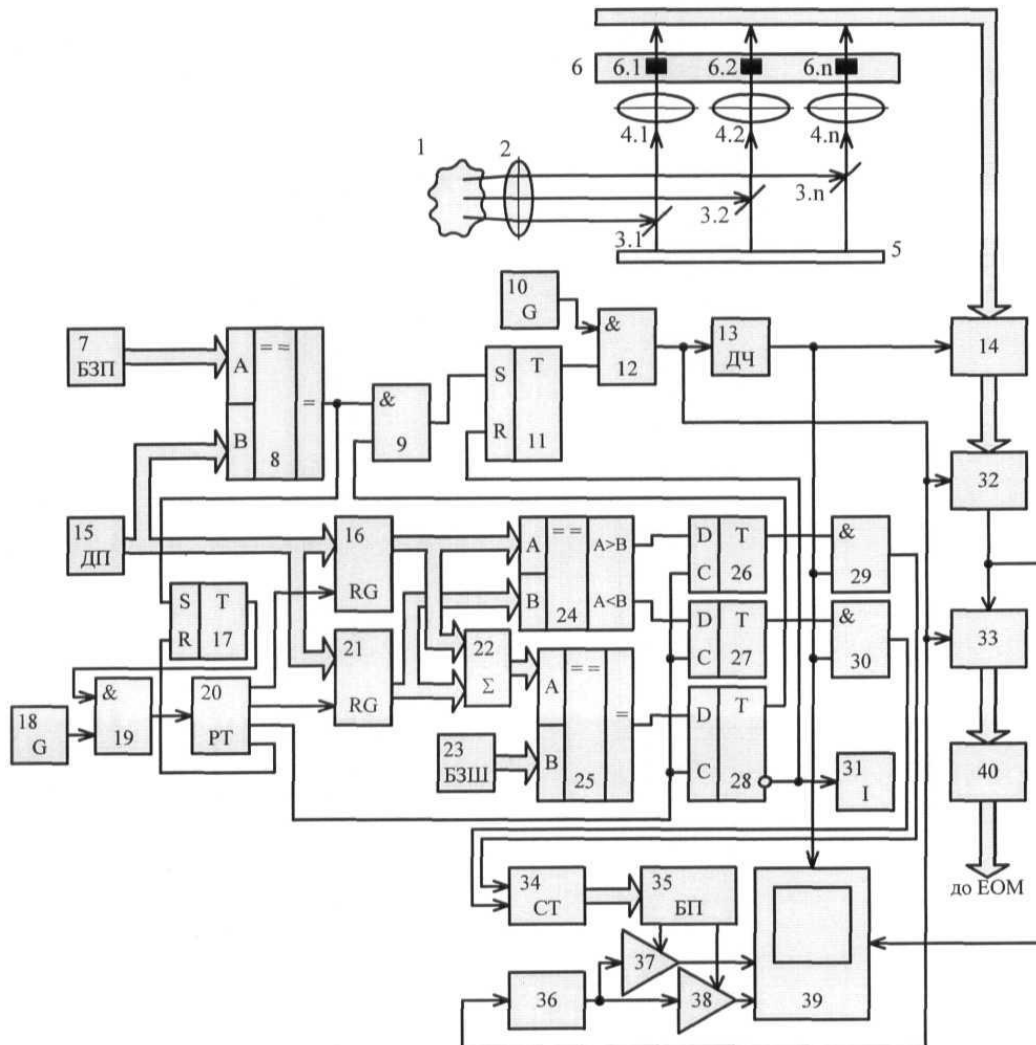 6 6.1 6.2 6.n
4.1 4.2 4.n
1 2
3.1 3.2 3.n
5
10 G
7 БЗП
A B = = = 8
& 9
S R T 11
& 12
13 ДЧ
14
15 ДП
16 RG
S R T 17
18 G
& 19
20 РТ
21 RG
22 Σ
23 БЗШ
A B = = A>B A<B 24
A B = = = 25
D C T 26
D C T 27
D C T 28
& 29
& 30
31 I
32
33
40
до ЕОМ
34 СТ
35 БП
36
37
38
39